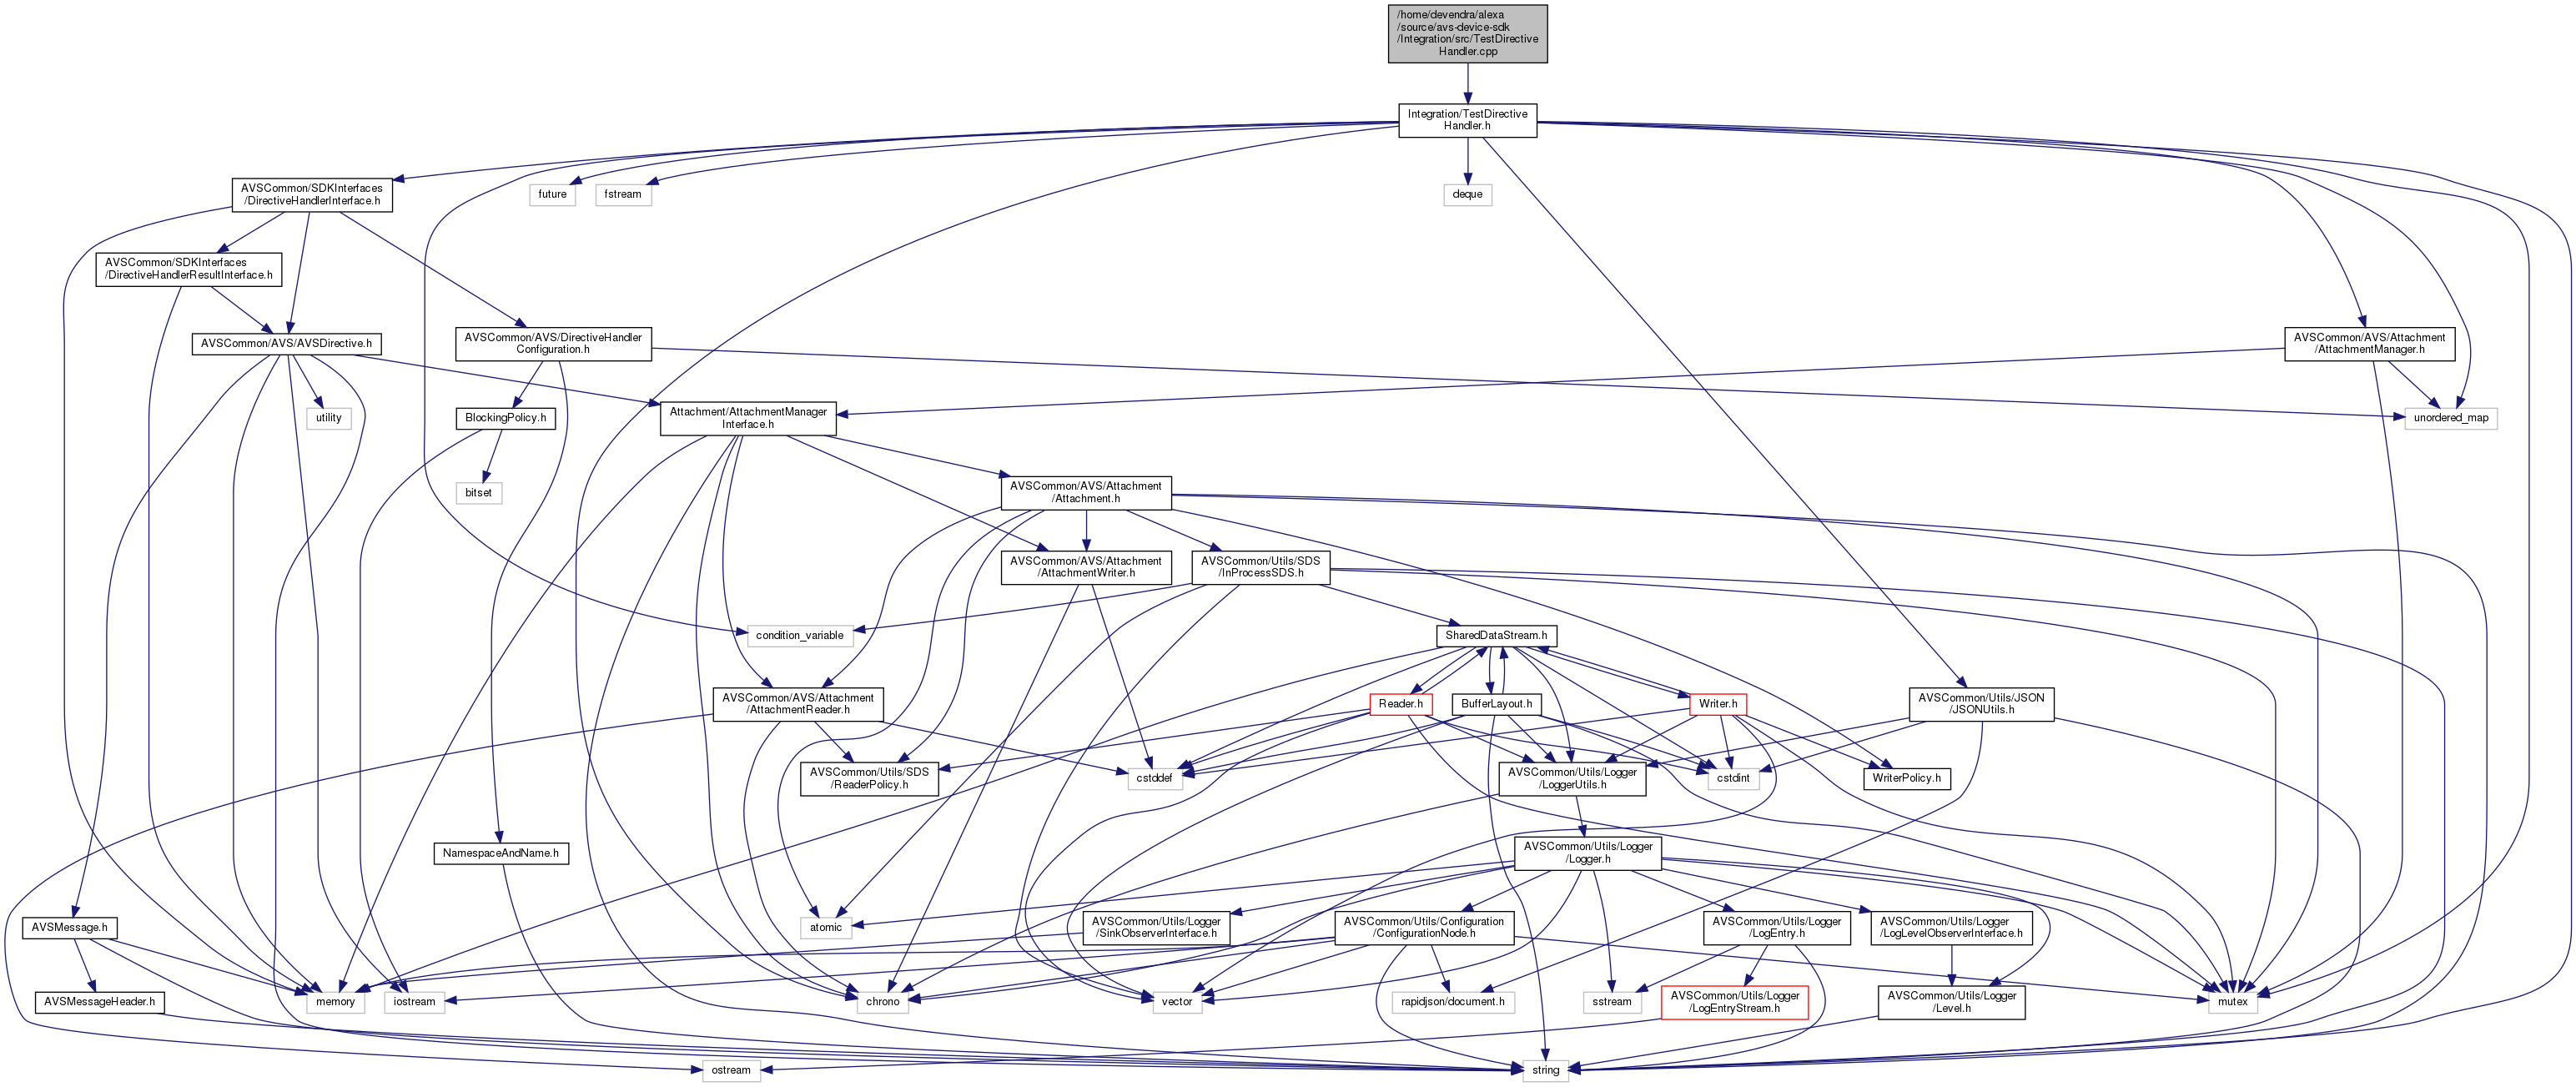 /home/devendra/alexa
/source/avs-device-sdk
/Integration/src/TestDirective
Handler.cpp
Integration/TestDirective
Handler.h
AVSCommon/SDKInterfaces
/DirectiveHandlerInterface.h
future
fstream
deque
AVSCommon/SDKInterfaces
/DirectiveHandlerResultInterface.h
AVSCommon/AVS/AVSDirective.h
AVSCommon/AVS/DirectiveHandler
Configuration.h
AVSCommon/AVS/Attachment
/AttachmentManager.h
utility
BlockingPolicy.h
Attachment/AttachmentManager
Interface.h
unordered_map
bitset
AVSCommon/AVS/Attachment
/Attachment.h
AVSCommon/AVS/Attachment
/AttachmentWriter.h
AVSCommon/Utils/SDS
/InProcessSDS.h
condition_variable
SharedDataStream.h
AVSCommon/AVS/Attachment
/AttachmentReader.h
Reader.h
BufferLayout.h
Writer.h
AVSCommon/Utils/JSON
/JSONUtils.h
AVSCommon/Utils/SDS
/ReaderPolicy.h
cstddef
AVSCommon/Utils/Logger
/LoggerUtils.h
cstdint
WriterPolicy.h
NamespaceAndName.h
AVSCommon/Utils/Logger
/Logger.h
AVSMessage.h
atomic
AVSCommon/Utils/Logger
/SinkObserverInterface.h
AVSCommon/Utils/Configuration
/ConfigurationNode.h
AVSCommon/Utils/Logger
/LogEntry.h
AVSCommon/Utils/Logger
/LogLevelObserverInterface.h
AVSMessageHeader.h
memory
iostream
chrono
vector
rapidjson/document.h
sstream
AVSCommon/Utils/Logger
/LogEntryStream.h
AVSCommon/Utils/Logger
/Level.h
mutex
ostream
string